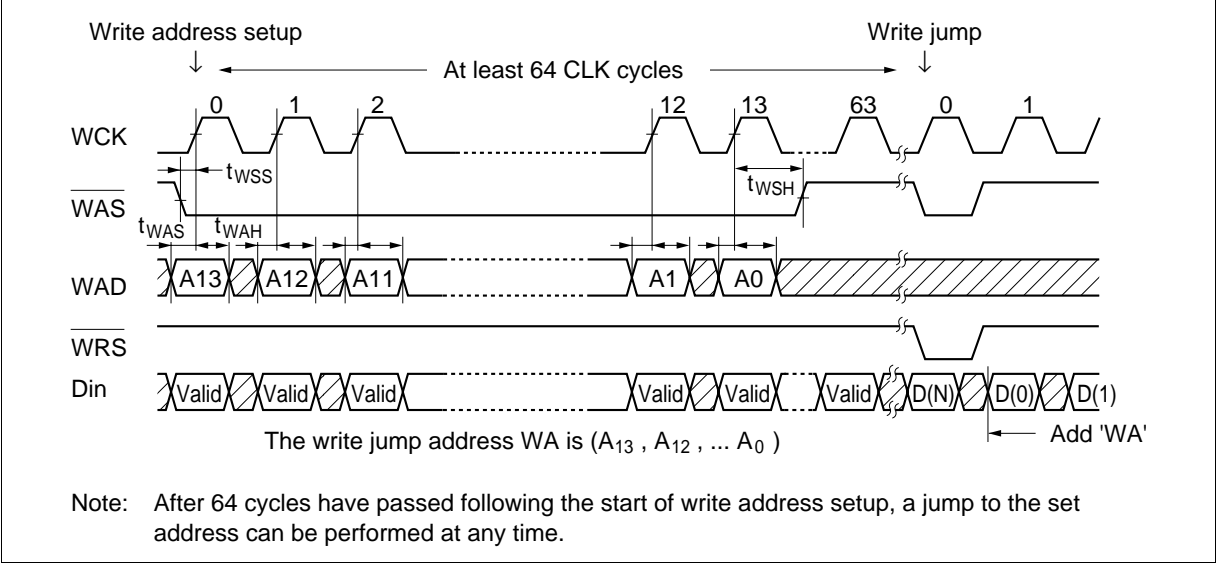 Write address setup
Write jump
At least 64 CLK cycles
0 1 2 12 13 63 0 1
WCK
tWSS
tWSH
WAS
tWAS tWAH
WAD A13 A12 A11 A1 A0
WRS
Din Valid Valid Valid Valid Valid Valid D(N) D(0) D(1)
The write jump address WA is (A13 , A12 , ... A0 )
Add 'WA'
Note: After 64 cycles have passed following the start of write address setup, a jump to the set
address can be performed at any time.